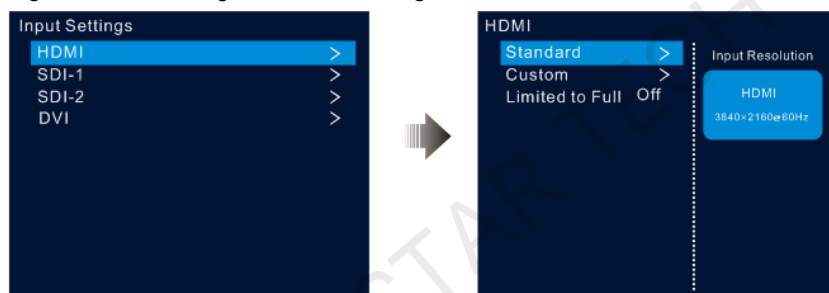 Input Settings
HDMI >
SDI-1 >
SDI-2 >
DVI >
HDMI
Standard >
Custom >
Limited to Full Off
Input Resolution
HDMI
3840×2160@60Hz